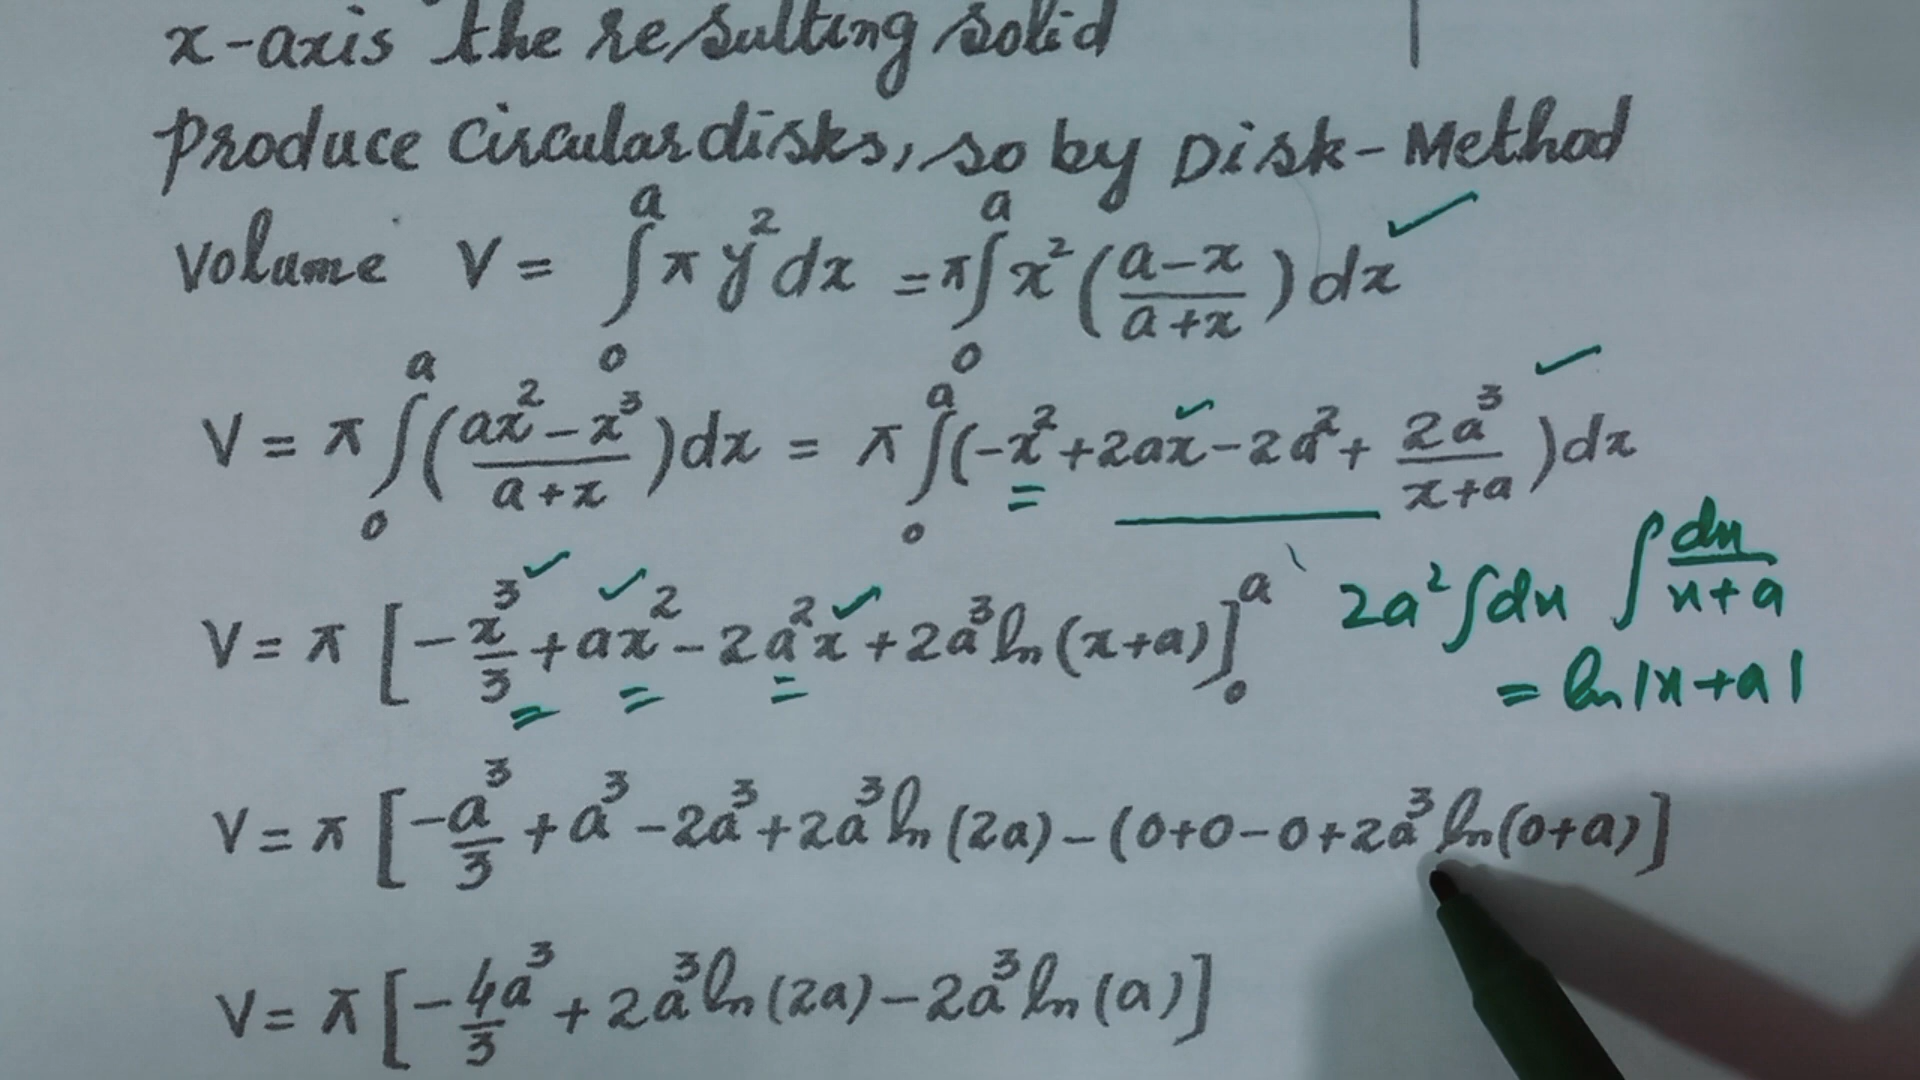 x-axis the resulting solid
produce Circular disks, so by Disk-Method
Volume V = ∫₀ᵃ π y² dx = π∫₀ᵃ x² ((a-x)/(a+x)) dx ✓
V = π ∫₀ᵃ ((ax² - x³)/(a+x)) dx = π ∫₀ᵃ (-x² + 2ax - 2a² + 2a³/(x+a)) dx ✓
V = π [-x³/3 + ax² - 2a²x + 2a³ ln(x+a)]₀ᵃ 2a² ∫dx ∫ dx/(x+a)
= ln|x+a|
V = π [-a³/3 + a³ - 2a³ + 2a³ ln(2a) - (0+0-0+2a³ ln(0+a)]
V = π [-4a³/3 + 2a³ ln(2a) - 2a³ ln(a)]